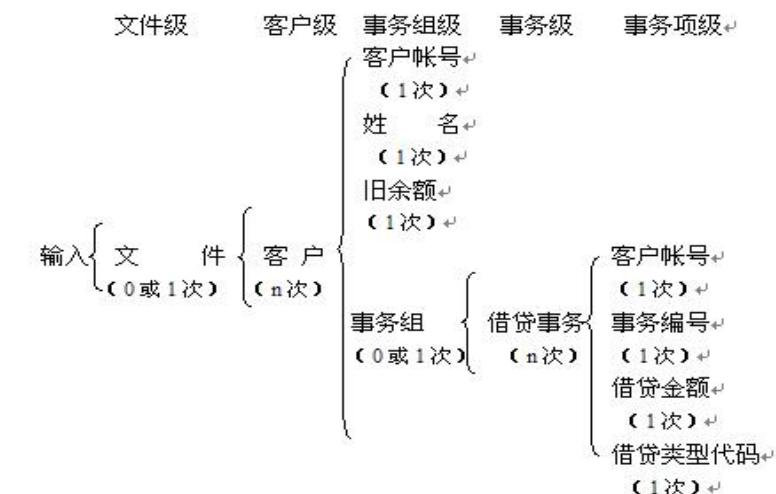 文件级 客户级 事务组级 事务级 事务项级↵
客户帐号↵
（1次）↵
姓 名↵
（1次）↵
旧余额↵
（1次）↵
输入 文 件 客 户 客户帐号↵
（0或1次） （n次） （1次）↵
事务组 借贷事务 事务编号↵
（0或1次） （n次） （1次）↵
借贷金额↵
（1次）↵
借贷类型代码↵
（1次）↵